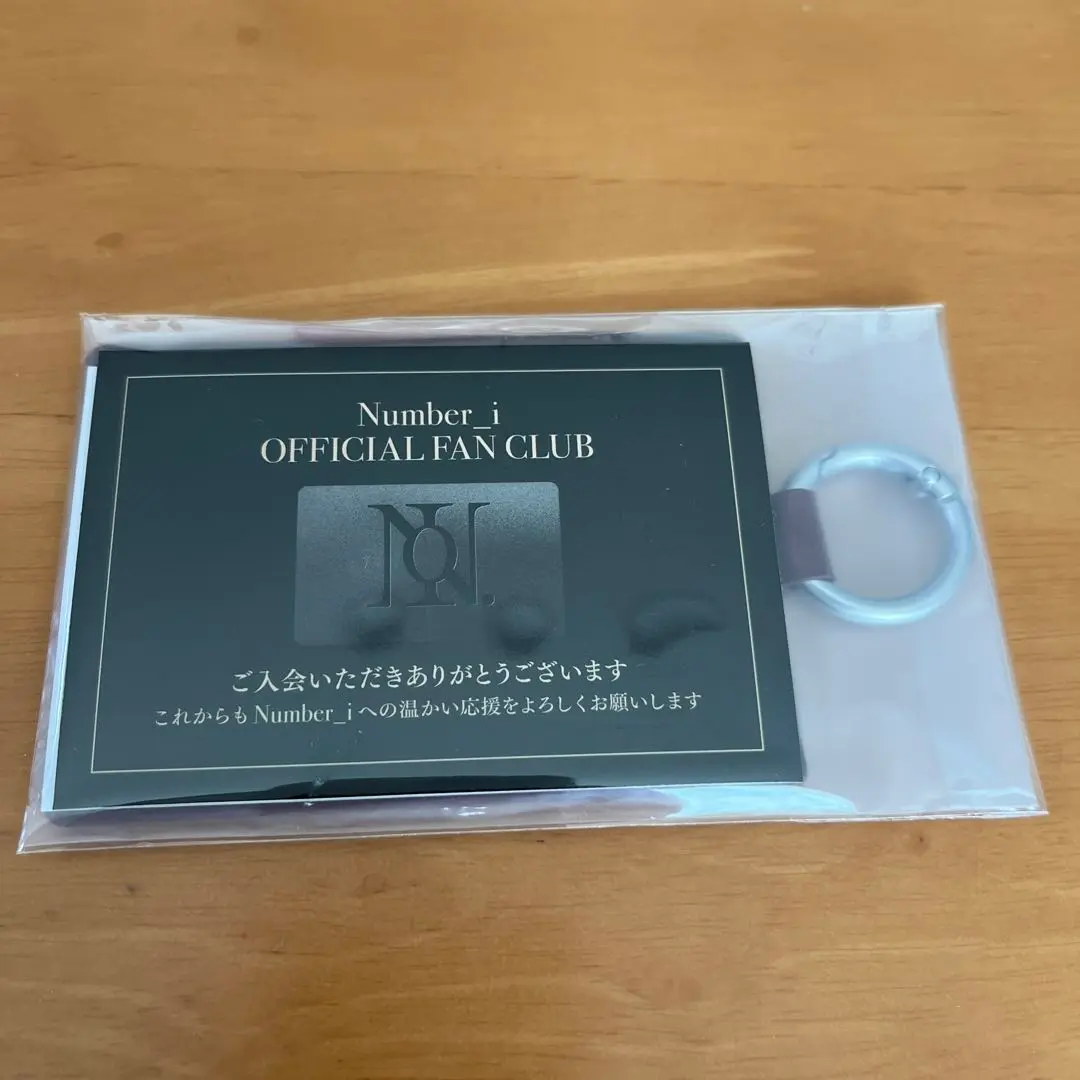 Number_i
OFFICIAL FAN CLUB
ご入会いただきありがとうございます
これからもNumber_iへの温かい応援をよろしくお願いします